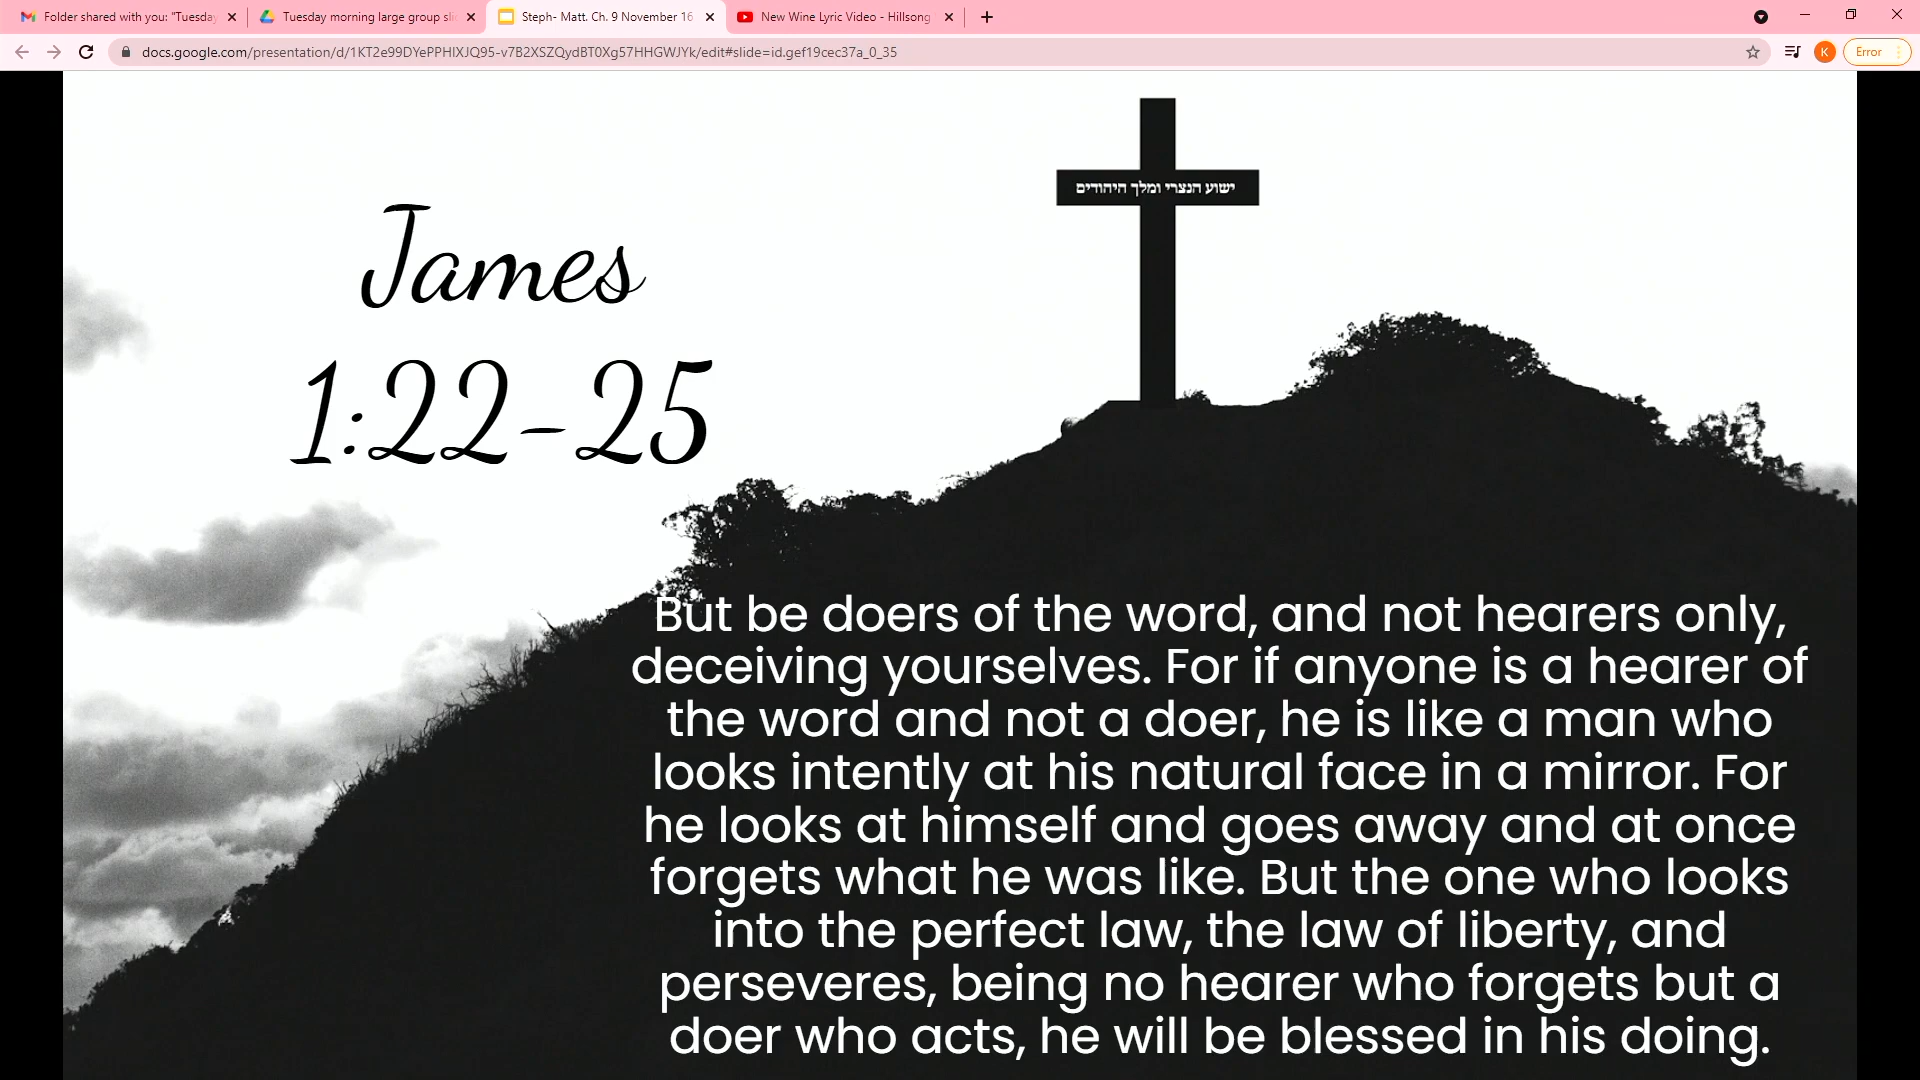 Folder shared with you: "Tuesday
Tuesday morning large group slid
Steph- Matt. Ch. 9 November 16
New Wine Lyric Video - Hillsong
docs.google.com/presentation/d/1KT2e99DYePPHIXJQ95-v7B2XSZQydBT0Xg57HHGWJYk/edit#slide=id.gef19cec37a_0_35
K
Error
ישוע הנצרי ומלך היהודים
James
1:22-25
But be doers of the word, and not hearers only,
deceiving yourselves. For if anyone is a hearer of
the word and not a doer, he is like a man who
looks intently at his natural face in a mirror. For
he looks at himself and goes away and at once
forgets what he was like. But the one who looks
into the perfect law, the law of liberty, and
perseveres, being no hearer who forgets but a
doer who acts, he will be blessed in his doing.